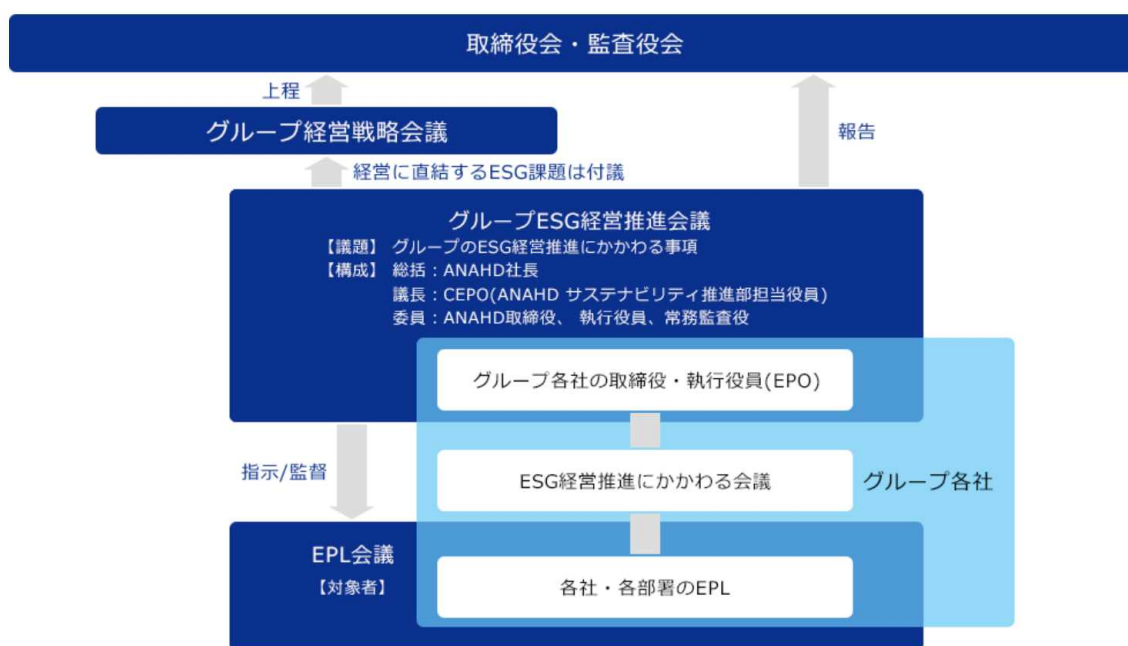 取締役会・監査役会
上程
グループ経営戦略会議
報告
経営に直結するESG課題は付議
グループESG経営推進会議
【議題】 グループのESG経営推進にかかわる事項
【構成】 総括:ANAHD社長
議長:CEPO(ANAHD サステナビリティ推進部担当役員)
委員:ANAHD取締役、 執行役員、常務監査役
グループ各社の取締役・執行役員(EPO)
指示/監督
ESG経営推進にかかわる会議
グループ各社
EPL会議
【対象者】
各社・各部署のEPL